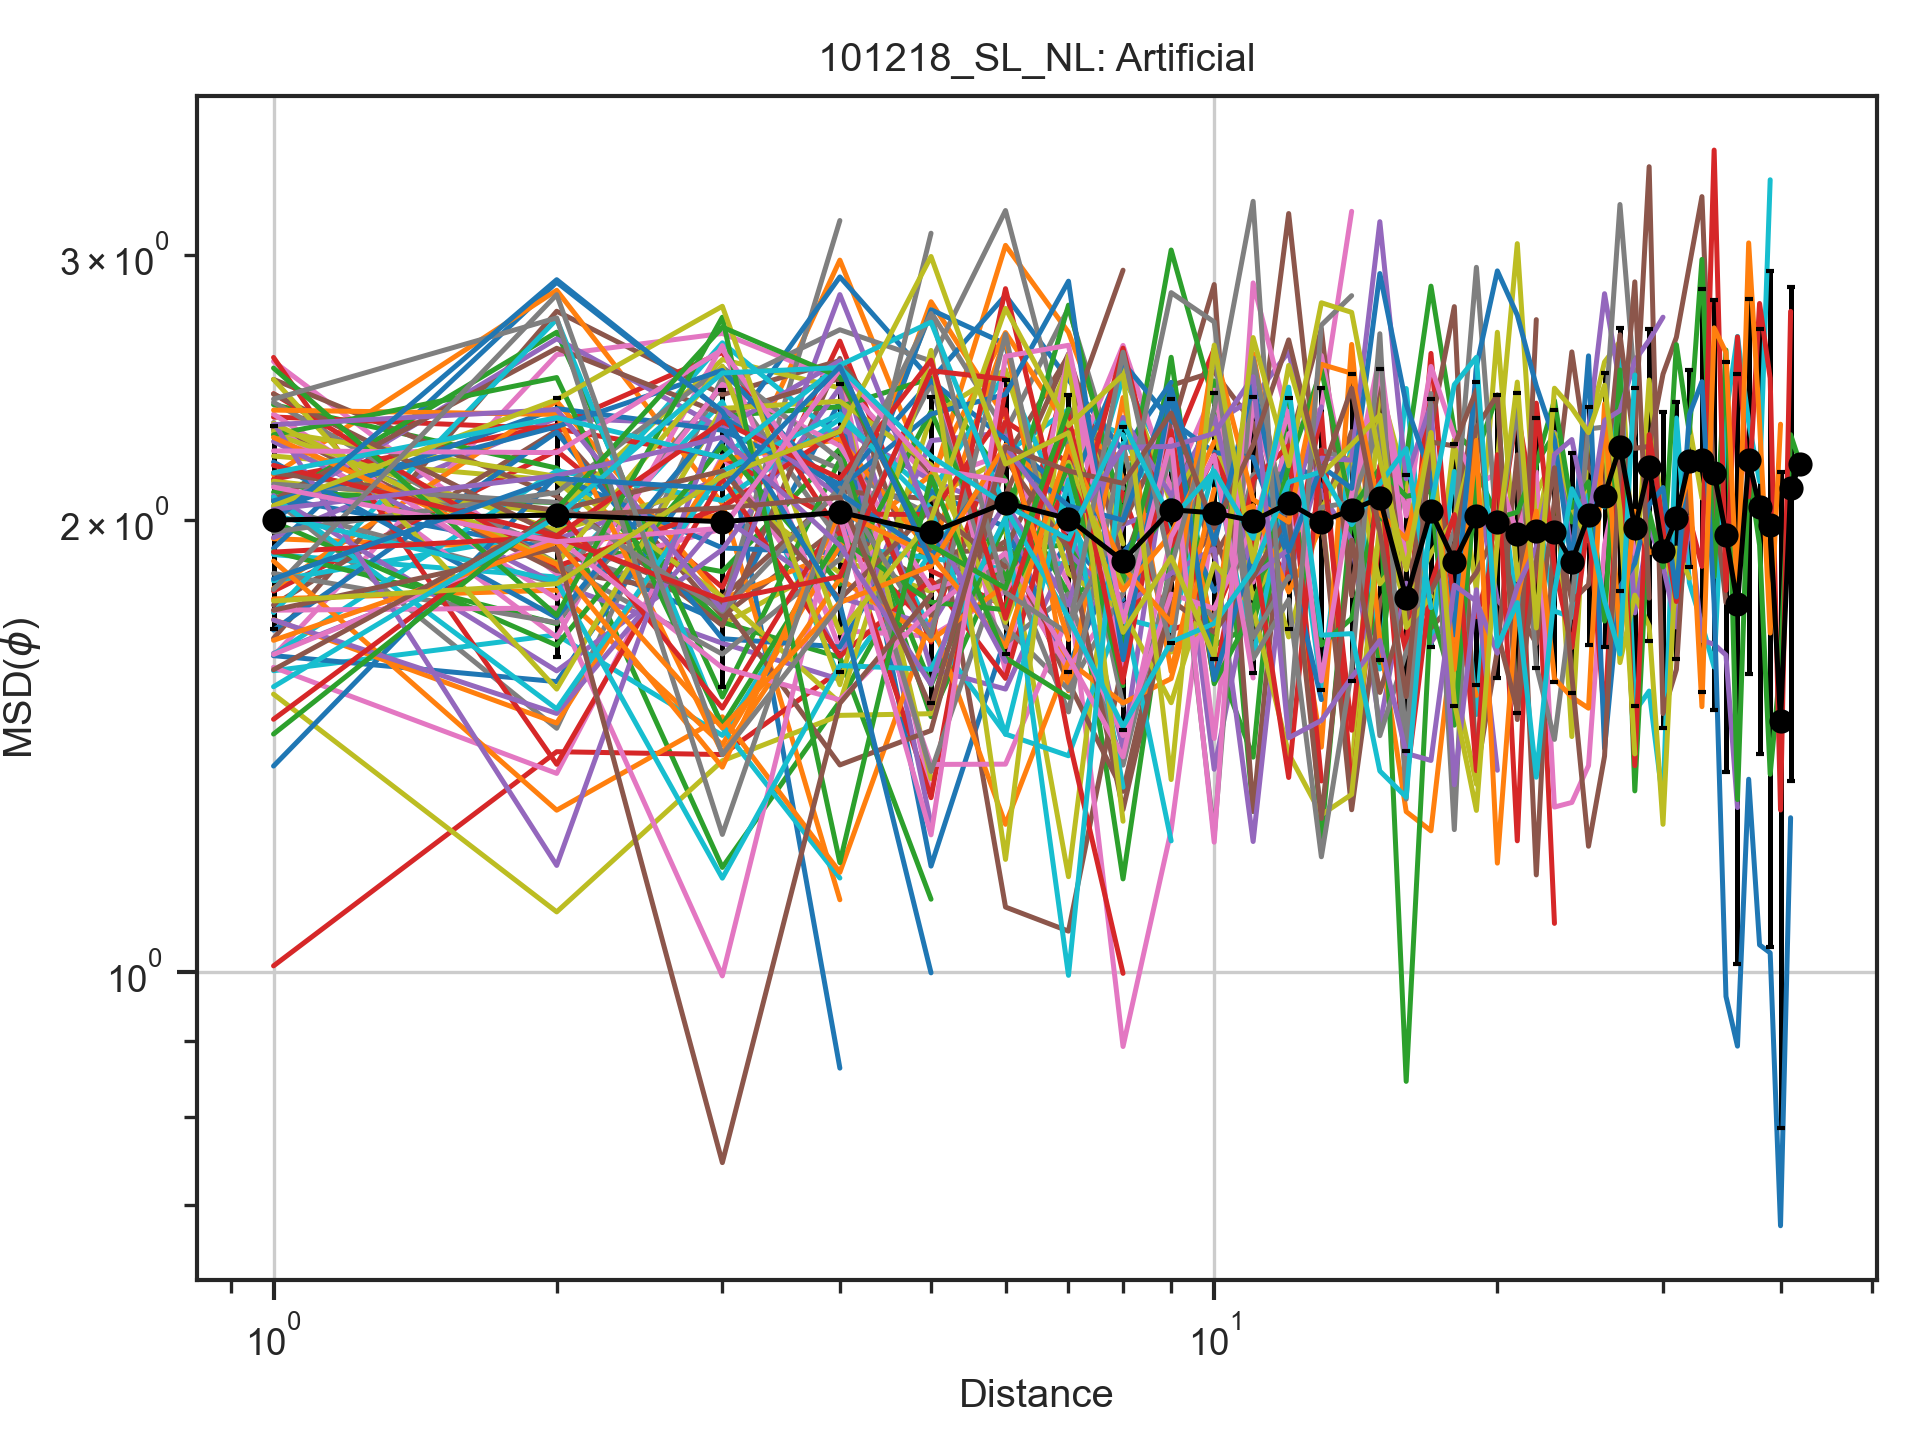 101218_SL_NL: Artificial
MSD(ϕ)
3 × 10⁰
2 × 10⁰
10⁰
10⁰
10¹
Distance